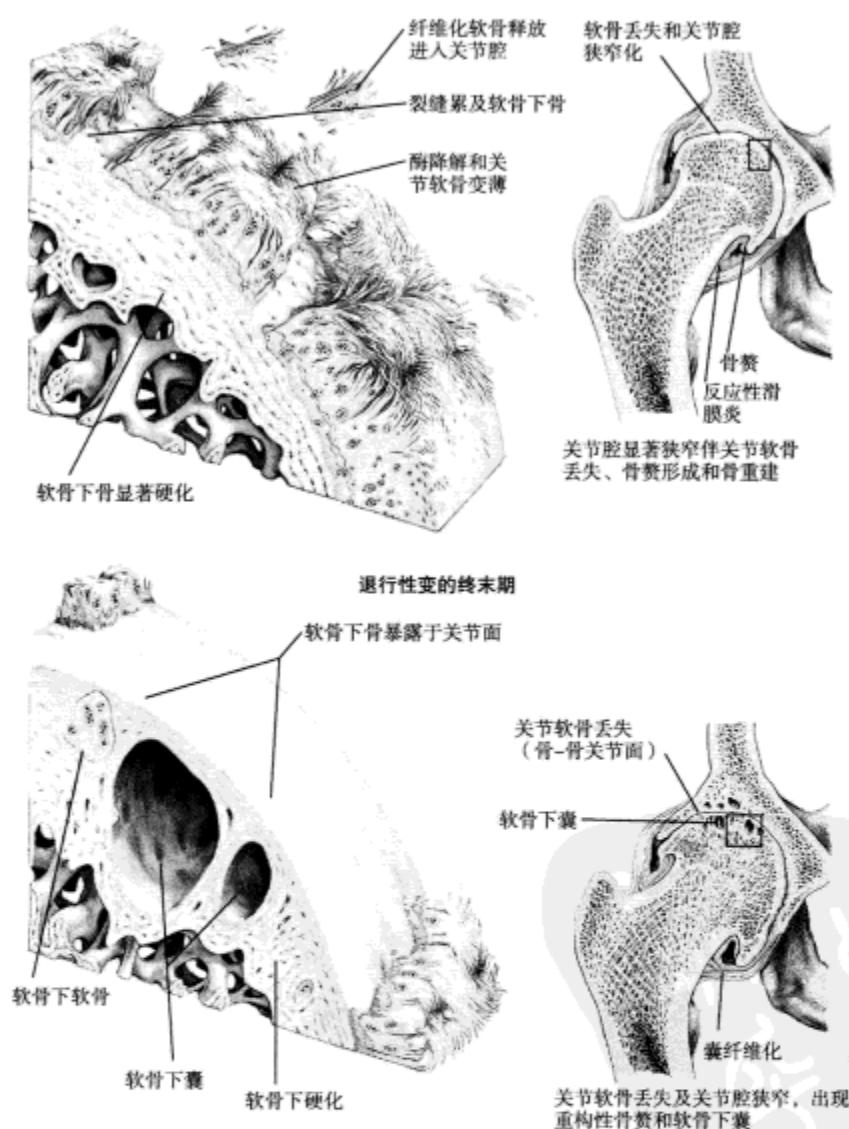 纤维化软骨释放
进入关节腔
裂缝累及软骨下骨
酶降解和关
节软骨变薄
软骨下骨显著硬化
软骨丢失和关节腔
狭窄化
骨赘
反应性滑
膜炎
关节腔显著狭窄伴关节软骨
丢失、骨赘形成和骨重建
退行性变的终末期
软骨下骨暴露于关节面
软骨下软骨
软骨下囊
软骨下硬化
关节软骨丢失
（骨-骨关节面）
软骨下囊
囊纤维化
关节软骨丢失及关节腔狭窄，出现
重构性骨赘和软骨下囊